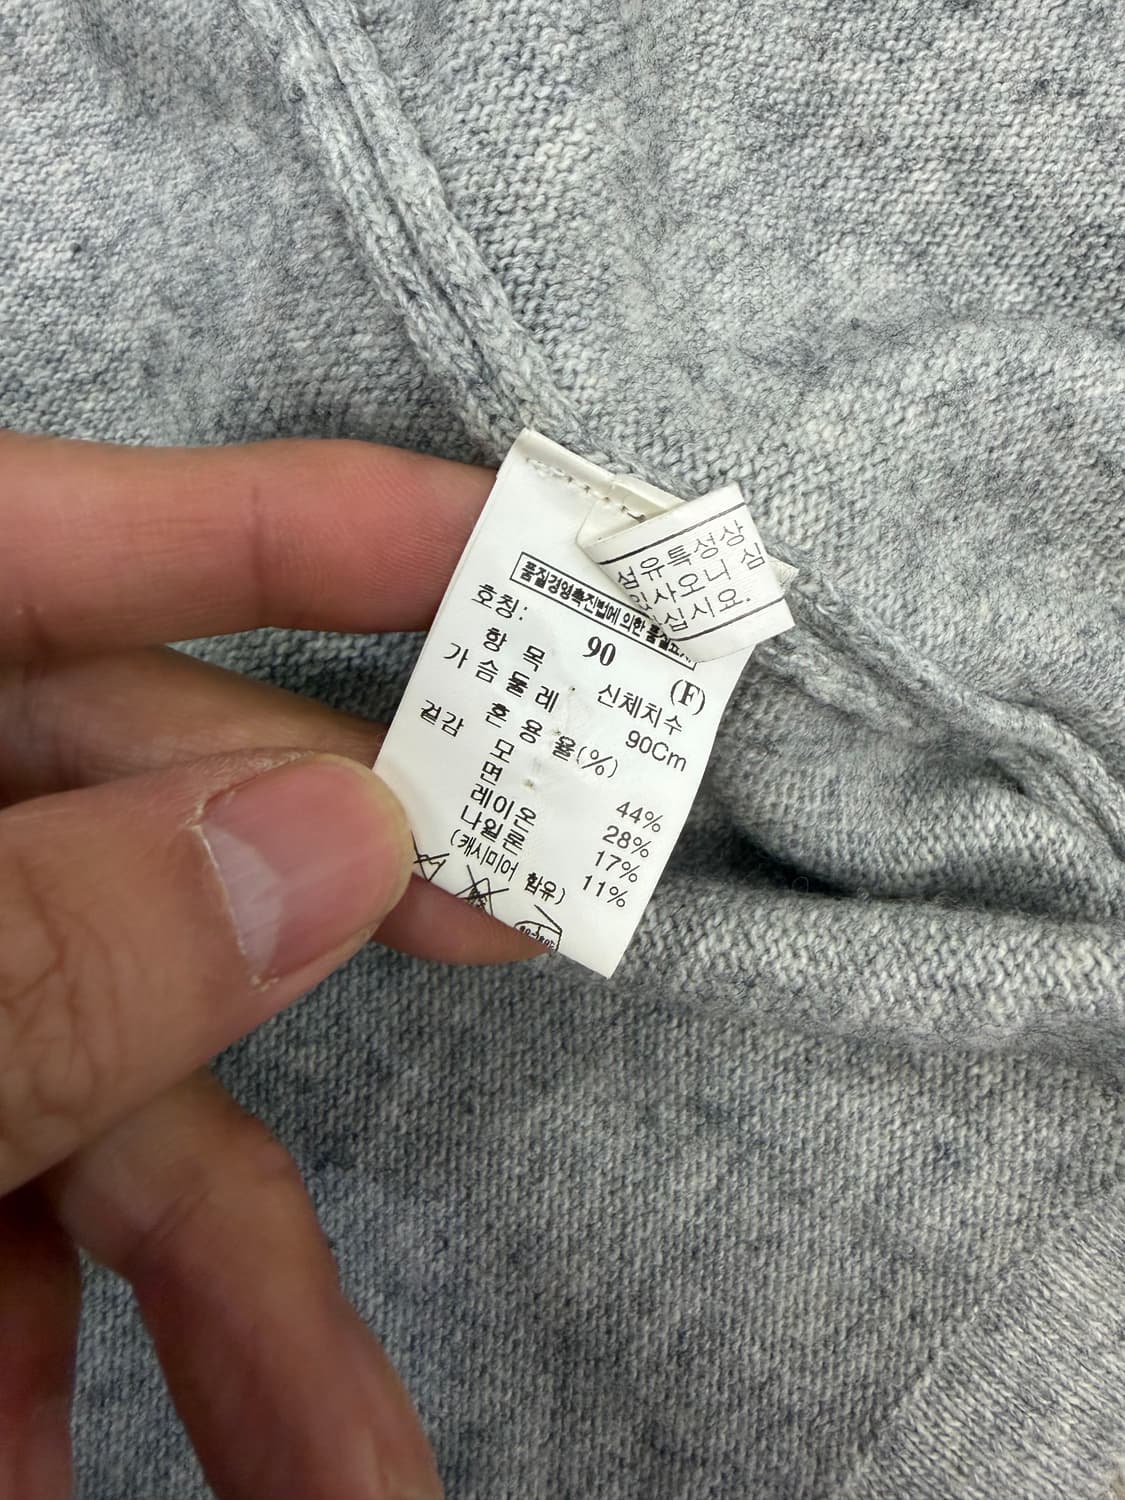 품질경영촉진법에 의한 품질표시
호칭: 90 (F)
항 목 신체치수
가 슴 둘 레 90Cm
겉감 혼 용 율(%)
모 44%
면 28%
레이온 17%
나일론 11%
(캐시미어 함유)
섬유특성상
사오니
십시요.